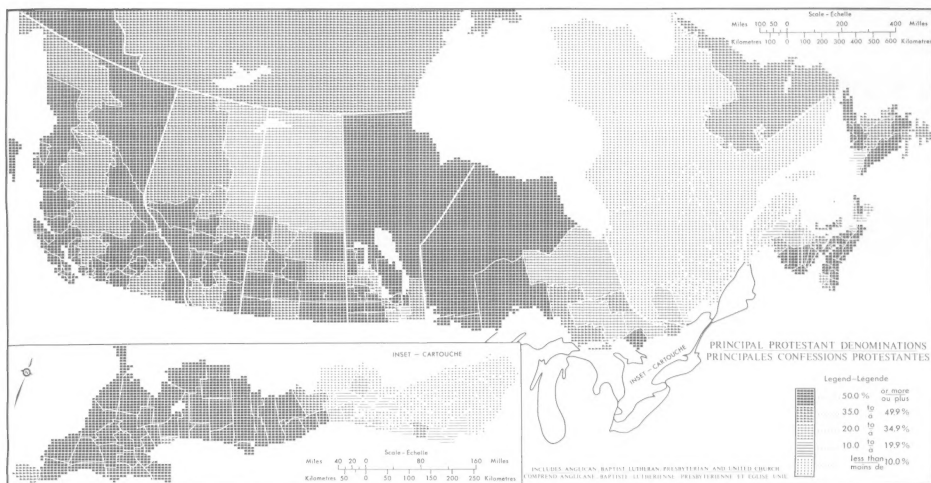 Scale – Échelle
Miles 100 50 0 200 400 Miles
Kilometres 100 0 100 200 300 400 500 600 Kilometres
INSET – CARTOUCHE
INSET – CARTOUCHE
PRINCIPAL PROTESTANT DENOMINATIONS
PRINCIPALES CONFESSIONS PROTESTANTES
Legend – Legende
50.0 % or more
ou plus
35.0 to
a 49.9 %
20.0 to
a 34.9 %
10.0 to
a 19.9 %
less than
moins de 10.0 %
Scale – Echelle
Miles 40 20 0 80 160 Miles
Kilometres 50 0 50 100 150 200 250 Kilometres
INCLUDES ANGLICAN BAPTIST LUTHERAN PRESBYTERIAN AND UNITED CHURCH
COMPREND ANGLICANE BAPTISTE LUTHERIENNE PRESBYTERIENNE ET EGLISE UNIE